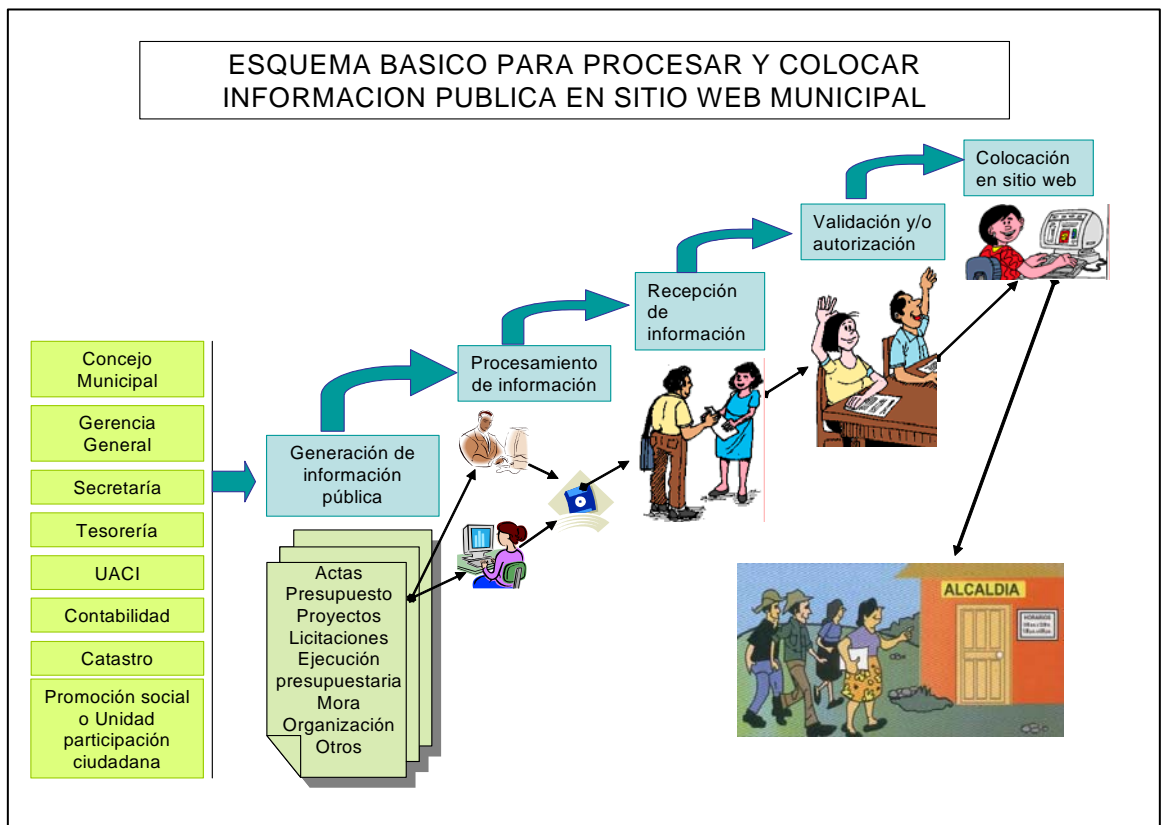 ESQUEMA BASICO PARA PROCESAR Y COLOCAR
INFORMACION PUBLICA EN SITIO WEB MUNICIPAL
Colocación
en sitio web
Validación y/o
autorización
Recepción
de
información
Procesamiento
de información
Generación de
información
pública
Concejo
Municipal
Gerencia
General
Secretaría
Tesorería
UACI
Contabilidad
Catastro
Promoción social
o Unidad
participación
ciudadana
Actas
Presupuesto
Proyectos
Licitaciones
Ejecución
presupuestaria
Mora
Organización
Otros
ALCALDIA
HORARIOS